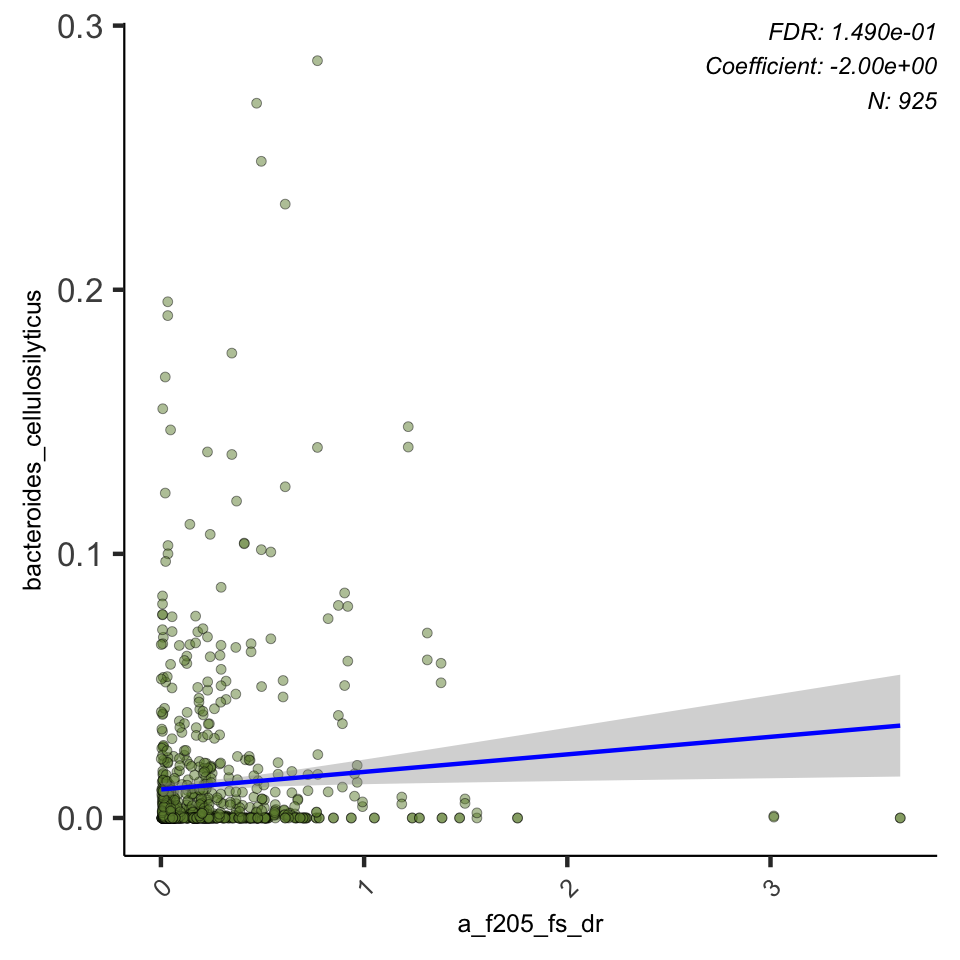 FDR: 1.490e-01
Coefficient: -2.00e+00
N: 925
0.3
0.2
0.1
0.0
bacteroides_cellulosilyticus
0 1 2 3
a_f205_fs_dr